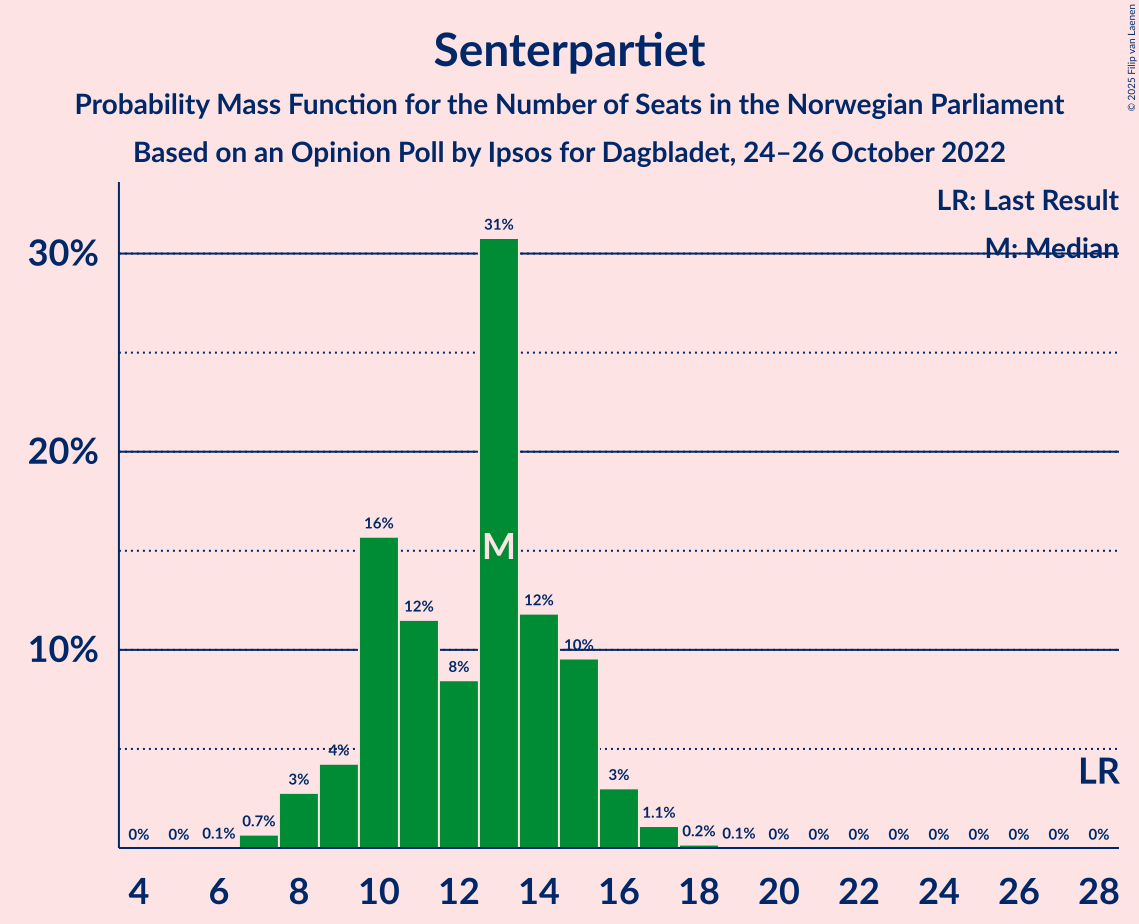 Senterpartiet
Probability Mass Function for the Number of Seats in the Norwegian Parliament
Based on an Opinion Poll by Ipsos for Dagbladet, 24–26 October 2022
© 2025 Filip van Laenen
LR: Last Result
M: Median
30%
20%
10%
0% 0% 0.1% 0.7% 3% 4% 16% 12% 8% 31% 12% 10% 3% 1.1% 0.2% 0.1% 0% 0% 0% 0% 0% 0% 0% 0% 0%
M
LR
4 6 8 10 12 14 16 18 20 22 24 26 28